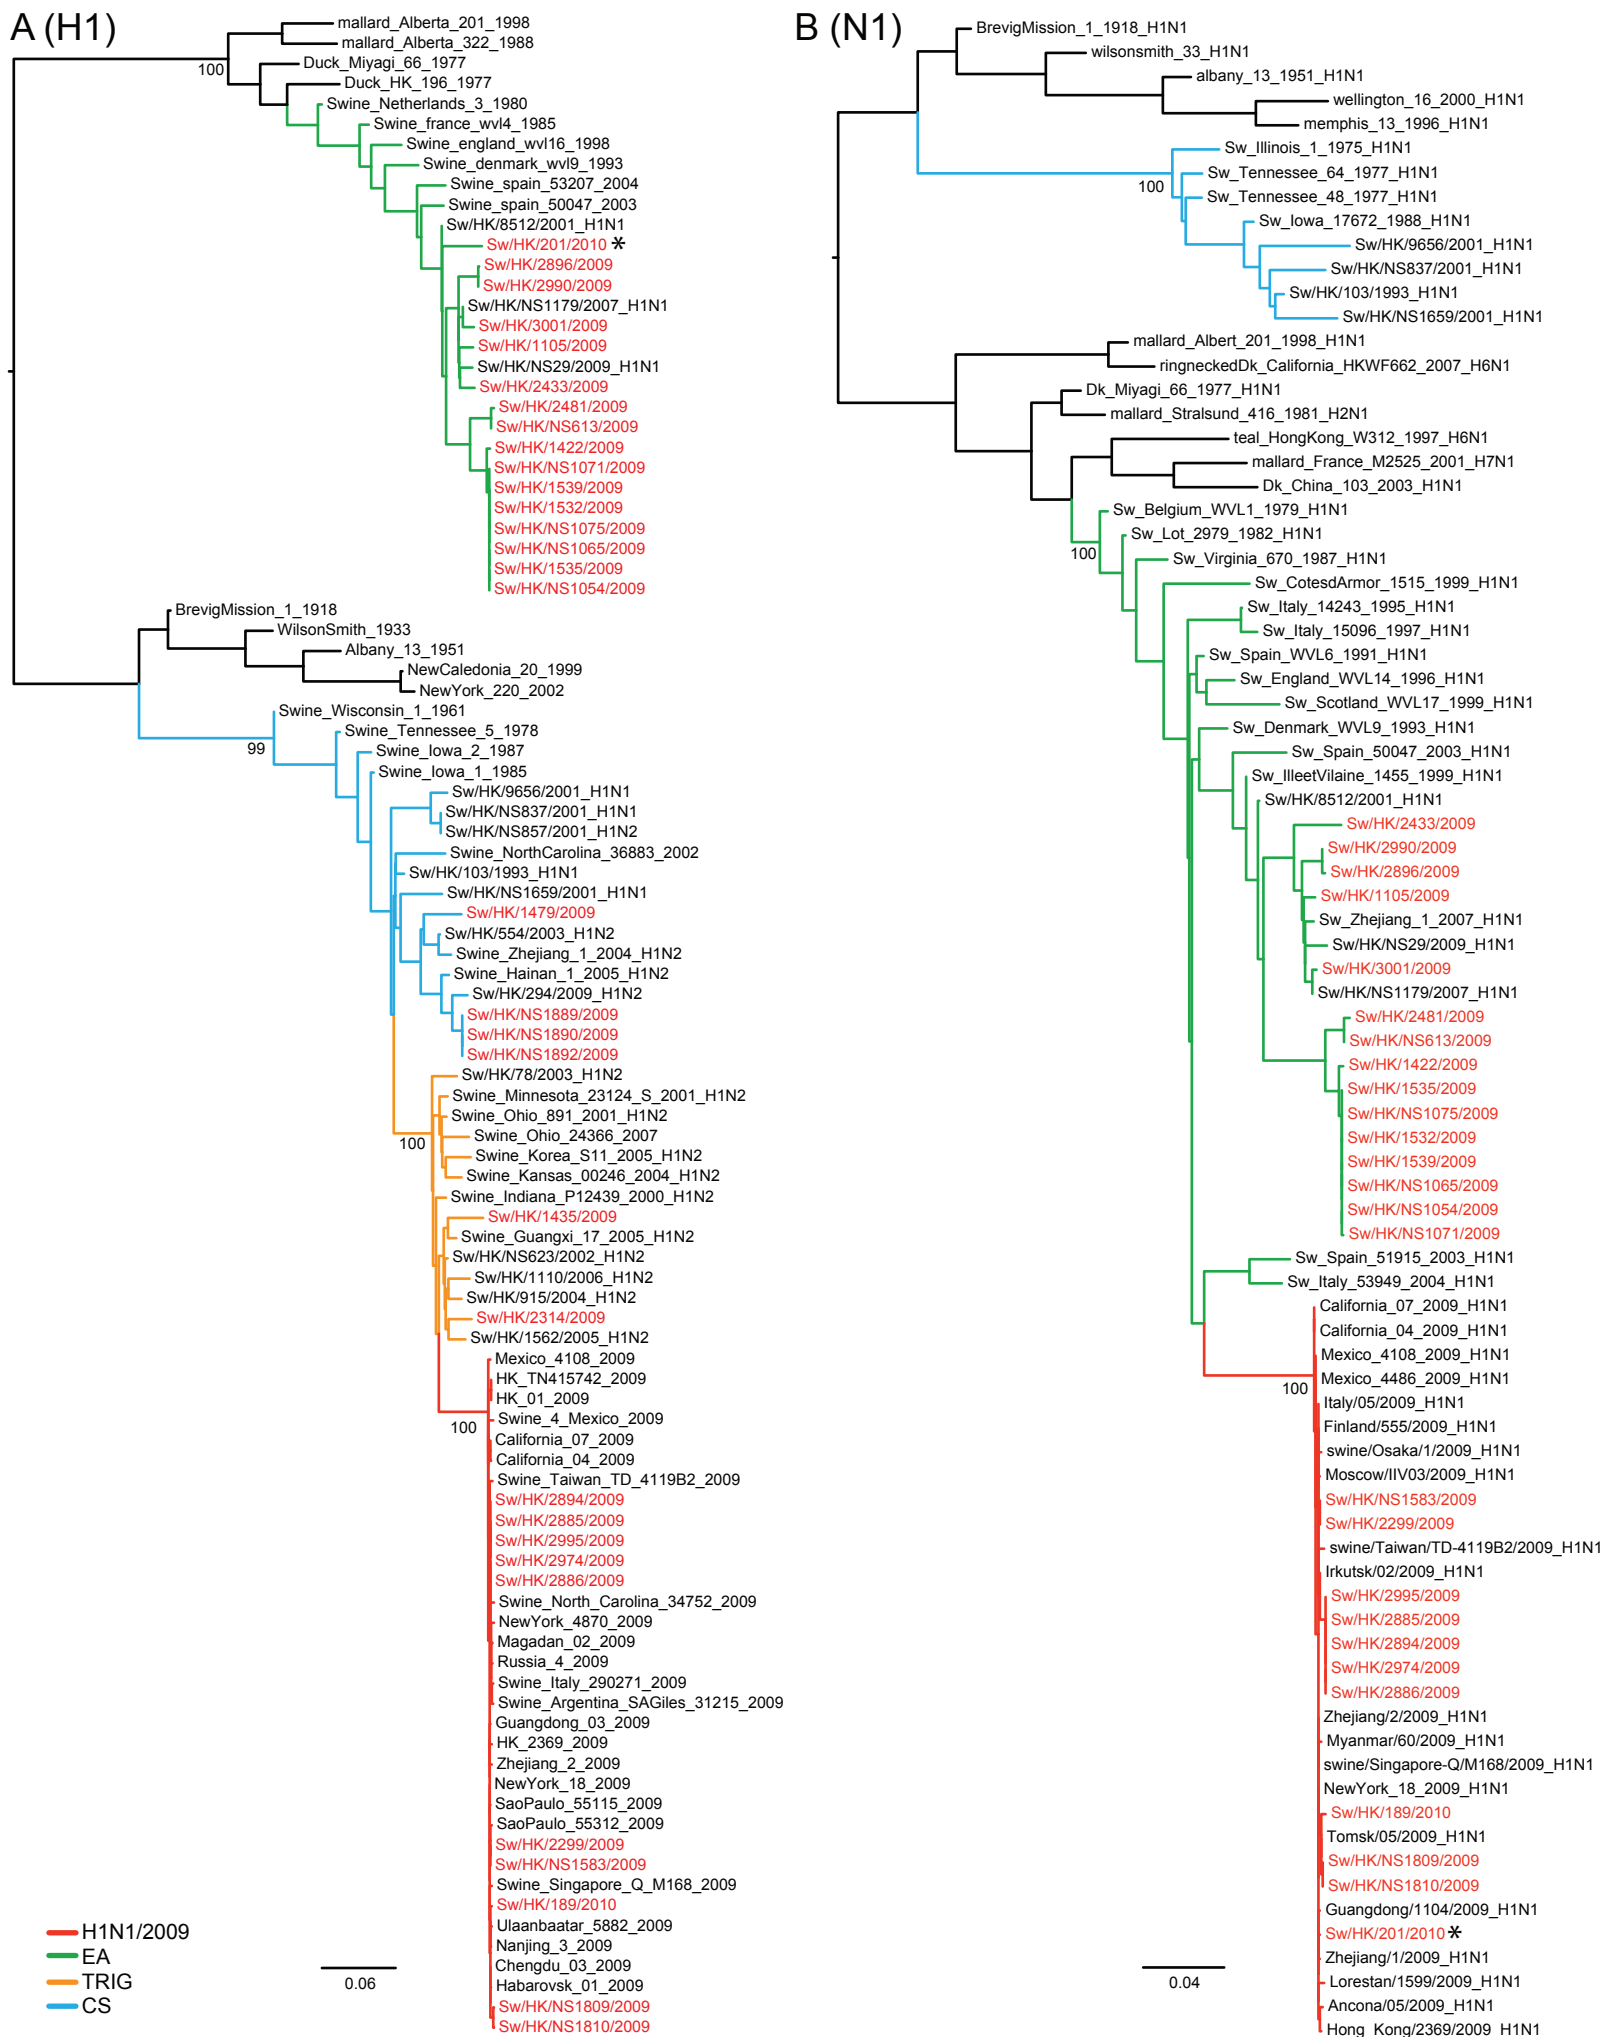 A (H1)
mallard_Alberta_201_1998
mallard_Alberta_322_1988
100
Duck_Miyagi_66_1977
Duck_HK_196_1977
Swine_Netherlands_3_1980
Swine_france_wvl4_1985
Swine_england_wvl16_1998
Swine_denmark_wvl9_1993
Swine_spain_53207_2004
Swine_spain_50047_2003
Sw/HK/8512/2001_H1N1
Sw/HK/201/2010 *
Sw/HK/2896/2009
Sw/HK/2990/2009
Sw/HK/NS1179/2007_H1N1
Sw/HK/3001/2009
Sw/HK/1105/2009
Sw/HK/NS29/2009_H1N1
Sw/HK/2433/2009
Sw/HK/2481/2009
Sw/HK/NS613/2009
Sw/HK/1422/2009
Sw/HK/NS1071/2009
Sw/HK/1539/2009
Sw/HK/1532/2009
Sw/HK/NS1075/2009
Sw/HK/NS1065/2009
Sw/HK/1535/2009
Sw/HK/NS1054/2009
BrevigMission_1_1918
WilsonSmith_1933
Albany_13_1951
NewCaledonia_20_1999
NewYork_220_2002
Swine_Wisconsin_1_1961
99
Swine_Tennessee_5_1978
Swine_Iowa_2_1987
Swine_Iowa_1_1985
Sw/HK/9656/2001_H1N1
Sw/HK/NS837/2001_H1N1
Sw/HK/NS857/2001_H1N2
Swine_NorthCarolina_36883_2002
Sw/HK/103/1993_H1N1
Sw/HK/NS1659/2001_H1N1
Sw/HK/1479/2009
Sw/HK/554/2003_H1N2
Swine_Zhejiang_1_2004_H1N2
Swine_Hainan_1_2005_H1N2
Sw/HK/294/2009_H1N2
Sw/HK/NS1889/2009
Sw/HK/NS1890/2009
Sw/HK/NS1892/2009
Sw/HK/78/2003_H1N2
Swine_Minnesota_23124_S_2001_H1N2
Swine_Ohio_891_2001_H1N2
Swine_Ohio_24366_2007
100
Swine_Korea_S11_2005_H1N2
Swine_Kansas_00246_2004_H1N2
Swine_Indiana_P12439_2000_H1N2
Sw/HK/1435/2009
Swine_Guangxi_17_2005_H1N2
Sw/HK/NS623/2002_H1N2
Sw/HK/1110/2006_H1N2
Sw/HK/915/2004_H1N2
Sw/HK/2314/2009
Sw/HK/1562/2005_H1N2
Mexico_4108_2009
HK_TN415742_2009
HK_01_2009
Swine_4_Mexico_2009
100
California_07_2009
California_04_2009
Swine_Taiwan_TD_4119B2_2009
Sw/HK/2894/2009
Sw/HK/2885/2009
Sw/HK/2995/2009
Sw/HK/2974/2009
Sw/HK/2886/2009
Swine_North_Carolina_34752_2009
NewYork_4870_2009
Magadan_02_2009
Russia_4_2009
Swine_Italy_290271_2009
Swine_Argentina_SAGiles_31215_2009
Guangdong_03_2009
HK_2369_2009
Zhejiang_2_2009
NewYork_18_2009
SaoPaulo_55115_2009
SaoPaulo_55312_2009
Sw/HK/2299/2009
Sw/HK/NS1583/2009
Swine_Singapore_Q_M168_2009
Sw/HK/189/2010
Ulaanbaatar_5882_2009
Nanjing_3_2009
Chengdu_03_2009
Habarovsk_01_2009
Sw/HK/NS1809/2009
Sw/HK/NS1810/2009
H1N1/2009
EA
TRIG
CS
0.06
B (N1)
BrevigMission_1_1918_H1N1
wilsonsmith_33_H1N1
albany_13_1951_H1N1
wellington_16_2000_H1N1
memphis_13_1996_H1N1
Sw_Illinois_1_1975_H1N1
Sw_Tennessee_64_1977_H1N1
100
Sw_Tennessee_48_1977_H1N1
Sw_Iowa_17672_1988_H1N1
Sw/HK/9656/2001_H1N1
Sw/HK/NS837/2001_H1N1
Sw/HK/103/1993_H1N1
Sw/HK/NS1659/2001_H1N1
mallard_Albert_201_1998_H1N1
ringneckedDk_California_HKWF662_2007_H6N1
Dk_Miyagi_66_1977_H1N1
mallard_Stralsund_416_1981_H2N1
teal_HongKong_W312_1997_H6N1
mallard_France_M2525_2001_H7N1
Dk_China_103_2003_H1N1
Sw_Belgium_WVL1_1979_H1N1
Sw_Lot_2979_1982_H1N1
100
Sw_Virginia_670_1987_H1N1
Sw_CotesdArmor_1515_1999_H1N1
Sw_Italy_14243_1995_H1N1
Sw_Italy_15096_1997_H1N1
Sw_Spain_WVL6_1991_H1N1
Sw_England_WVL14_1996_H1N1
Sw_Scotland_WVL17_1999_H1N1
Sw_Denmark_WVL9_1993_H1N1
Sw_Spain_50047_2003_H1N1
Sw_IlleetVilaine_1455_1999_H1N1
Sw/HK/8512/2001_H1N1
Sw/HK/2433/2009
Sw/HK/2990/2009
Sw/HK/2896/2009
Sw/HK/1105/2009
Sw_Zhejiang_1_2007_H1N1
Sw/HK/NS29/2009_H1N1
Sw/HK/3001/2009
Sw/HK/NS1179/2007_H1N1
Sw/HK/2481/2009
Sw/HK/NS613/2009
Sw/HK/1422/2009
Sw/HK/1535/2009
Sw/HK/NS1075/2009
Sw/HK/1532/2009
Sw/HK/1539/2009
Sw/HK/NS1065/2009
Sw/HK/NS1054/2009
Sw/HK/NS1071/2009
Sw_Spain_51915_2003_H1N1
Sw_Italy_53949_2004_H1N1
California_07_2009_H1N1
California_04_2009_H1N1
Mexico_4108_2009_H1N1
Mexico_4486_2009_H1N1
100
Italy/05/2009_H1N1
Finland/555/2009_H1N1
swine/Osaka/1/2009_H1N1
Moscow/IIV03/2009_H1N1
Sw/HK/NS1583/2009
Sw/HK/2299/2009
swine/Taiwan/TD-4119B2/2009_H1N1
Irkutsk/02/2009_H1N1
Sw/HK/2995/2009
Sw/HK/2885/2009
Sw/HK/2894/2009
Sw/HK/2974/2009
Sw/HK/2886/2009
Zhejiang/2/2009_H1N1
Myanmar/60/2009_H1N1
swine/Singapore-Q/M168/2009_H1N1
NewYork_18_2009_H1N1
Sw/HK/189/2010
Tomsk/05/2009_H1N1
Sw/HK/NS1809/2009
Sw/HK/NS1810/2009
Guangdong/1104/2009_H1N1
Sw/HK/201/2010 *
Zhejiang/1/2009_H1N1
Lorestan/1599/2009_H1N1
Ancona/05/2009_H1N1
Hong_Kong/2369/2009_H1N1
0.04